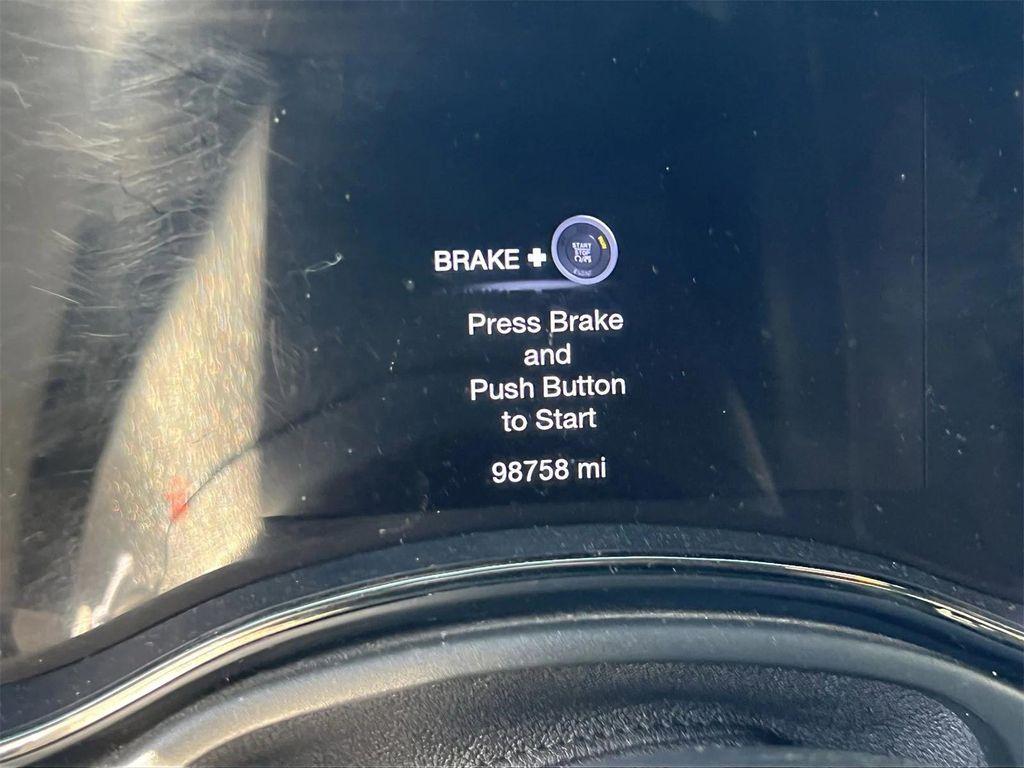 BRAKE +
START
STOP
Press Brake
and
Push Button
to Start
98758 mi